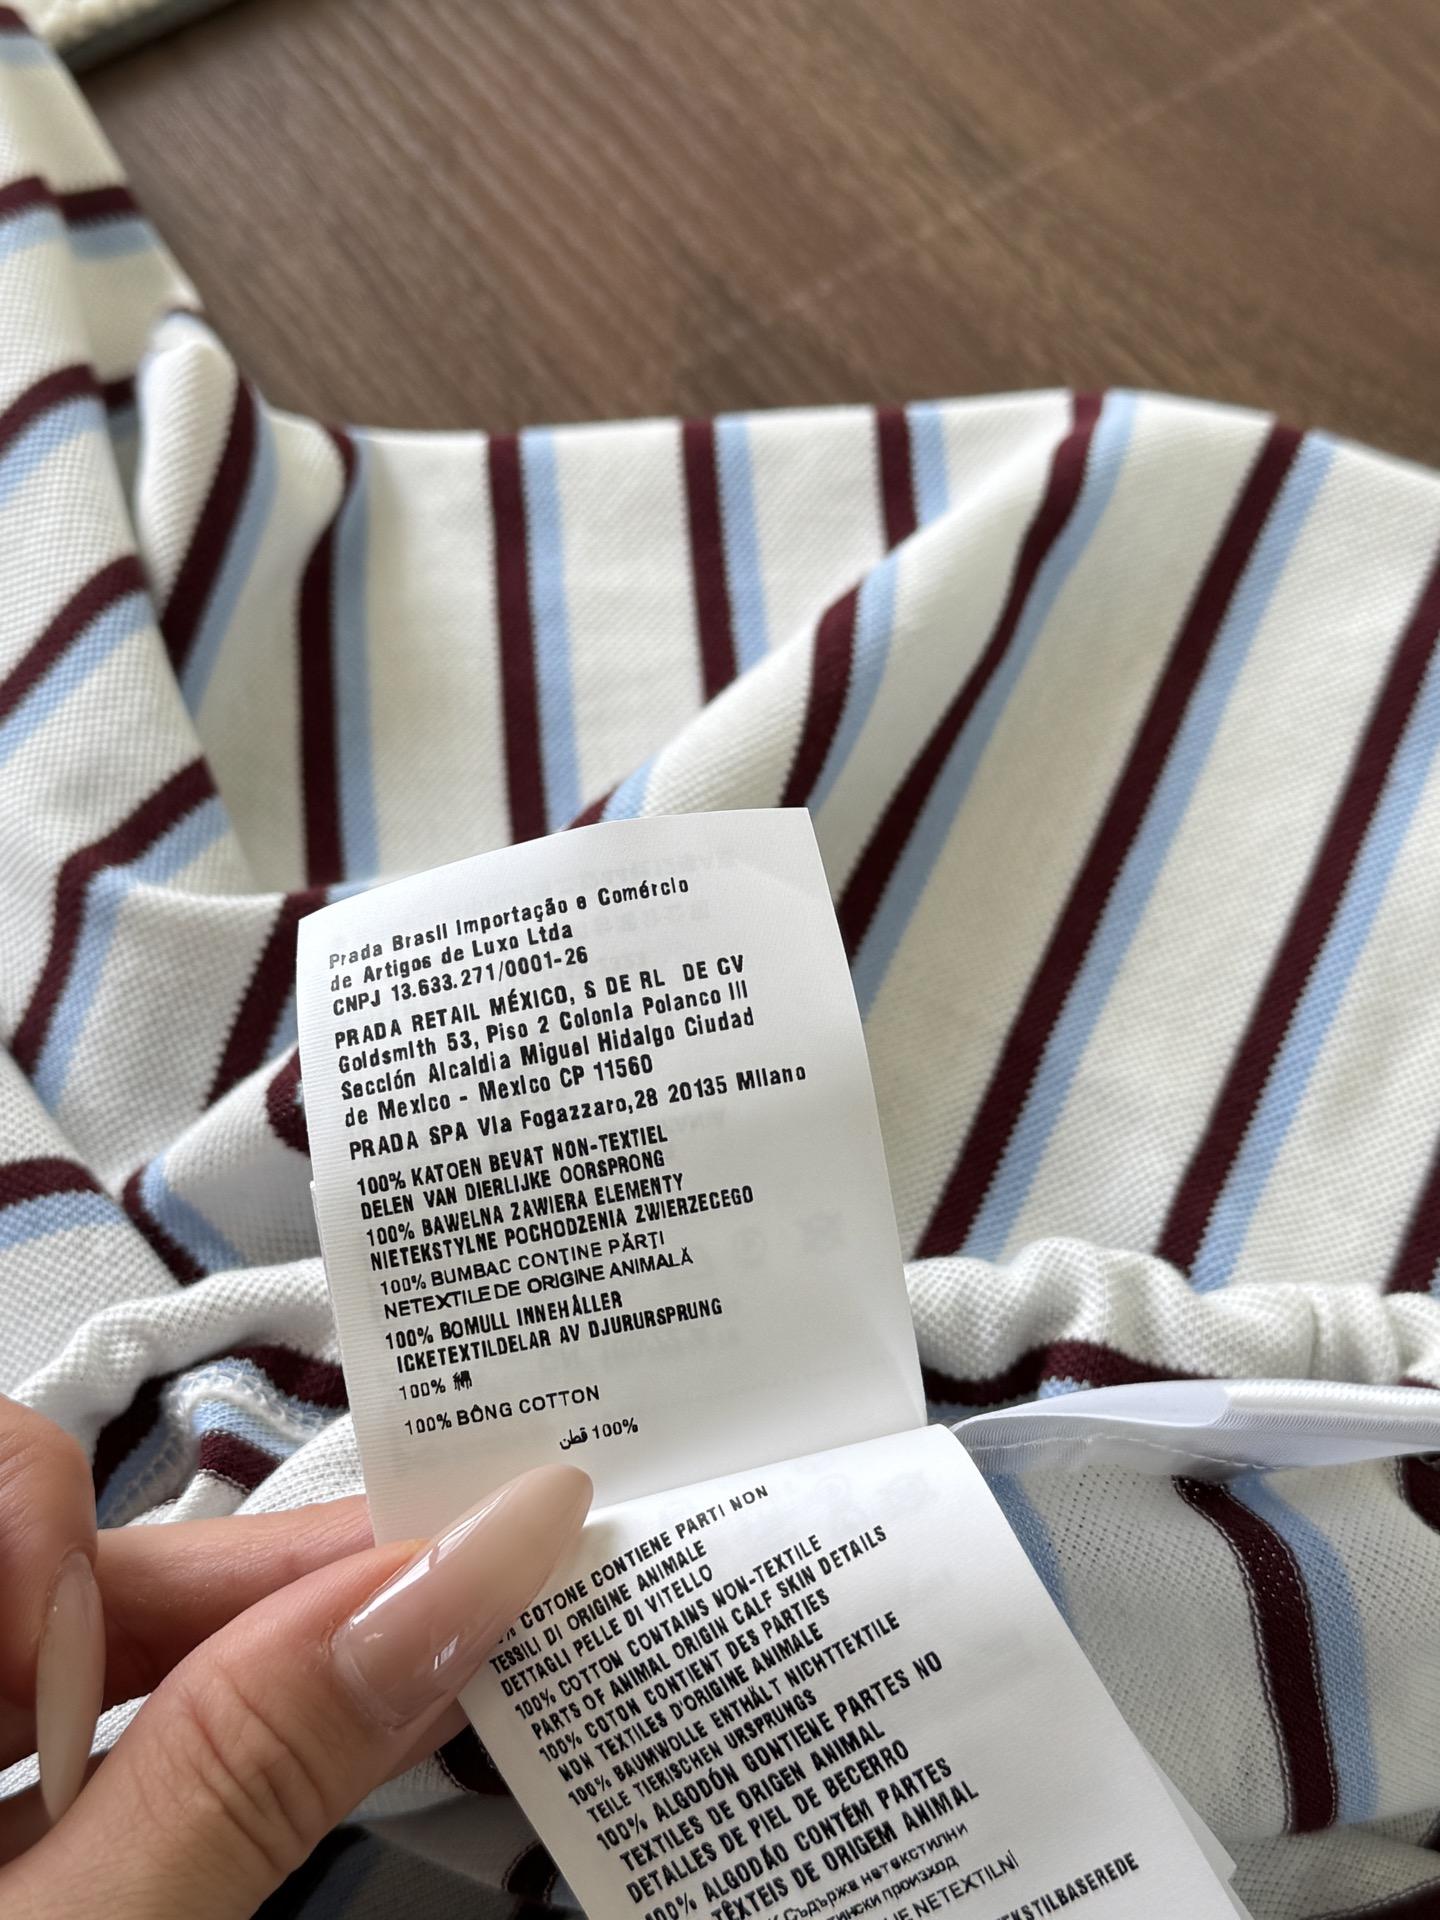 Prada Brasil Importação e Comércio
de Artigos de Luxo Ltda
CNPJ 13.633.271/0001-26
PRADA RETAIL MÉXICO, S DE RL DE CV
Goldsmith 53, Piso 2 Colonia Polanco III
Sección Alcaldia Miguel Hidalgo Ciudad
de Mexico - Mexico CP 11560
PRADA SPA Via Fogazzaro,28 20135 Milano
100% KATOEN BEVAT NON-TEXTIEL
DELEN VAN DIERLIJKE OORSPRONG
100% BAWELNA ZAWIERA ELEMENTY
NIETEKSTYLNE POCHODZENIA ZWIERZECEGO
100% BUMBAC CONȚINE PĂRȚI
NETEXTILE DE ORIGINE ANIMALĂ
100% BOMULL INNEHÅLLER
ICKETEXTILDELAR AV DJURURSPRUNG
100% 綿
100% BÔNG COTTON
100% قطن
COTONE CONTIENE PARTI NON
TESSILI DI ORIGINE ANIMALE
DETTAGLI PELLE DI VITELLO
100% COTTON CONTAINS NON-TEXTILE
PARTS OF ANIMAL ORIGIN CALF SKIN DETAILS
100% COTON CONTIENT DES PARTIES
NON TEXTILES D'ORIGINE ANIMALE
100% BAUMWOLLE ENTHÄLT NICHTTEXTILE
TEILE TIERISCHEN URSPRUNGS
100% ALGODÓN GONTIENE PARTES NO
TEXTILES DE ORIGEN ANIMAL
DETALLES DE PIEL DE BECERRO
100% ALGODÃO CONTÉM PARTES
TÊXTEIS DE ORIGEM ANIMAL
Съдържа нетекстилни
произход
NETEXTILNÍ